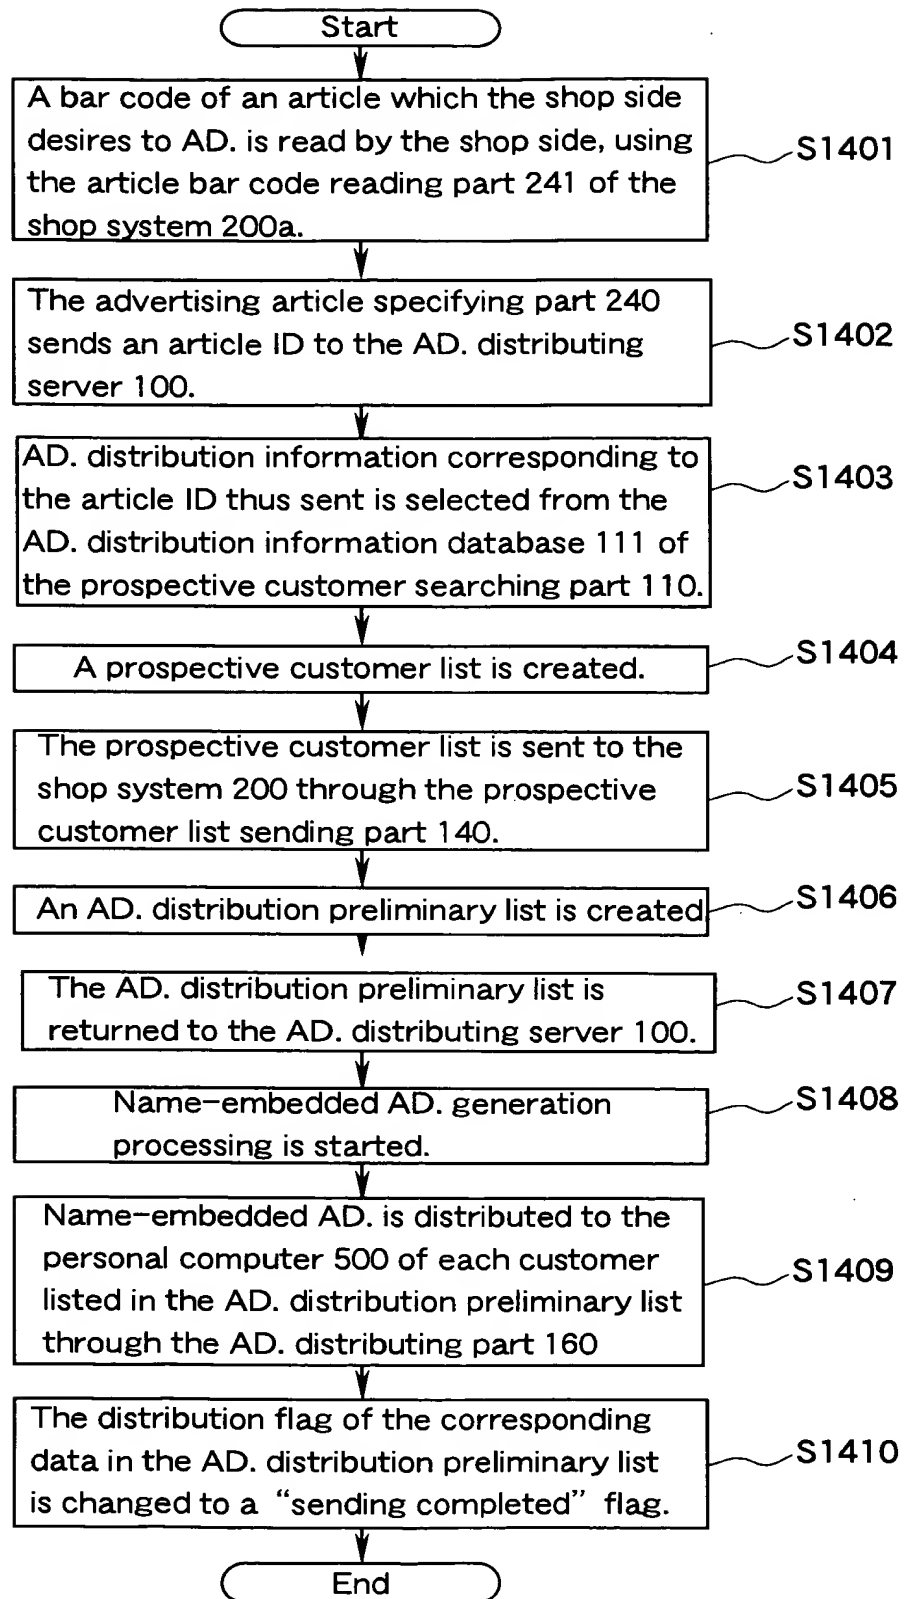 Start
A bar code of an article which the shop side
desires to AD. is read by the shop side, using
the article bar code reading part 241 of the
shop system 200a.
S1401
The advertising article specifying part 240
sends an article ID to the AD. distributing
server 100.
S1402
AD. distribution information corresponding to
the article ID thus sent is selected from the
AD. distribution information database 111 of
the prospective customer searching part 110.
S1403
A prospective customer list is created.
S1404
The prospective customer list is sent to the
shop system 200 through the prospective
customer list sending part 140.
S1405
An AD. distribution preliminary list is created
S1406
The AD. distribution preliminary list is
returned to the AD. distributing server 100.
S1407
Name-embedded AD. generation
processing is started.
S1408
Name-embedded AD. is distributed to the
personal computer 500 of each customer
listed in the AD. distribution preliminary list
through the AD. distributing part 160
S1409
The distribution flag of the corresponding
data in the AD. distribution preliminary list
is changed to a “sending completed” flag.
S1410
End